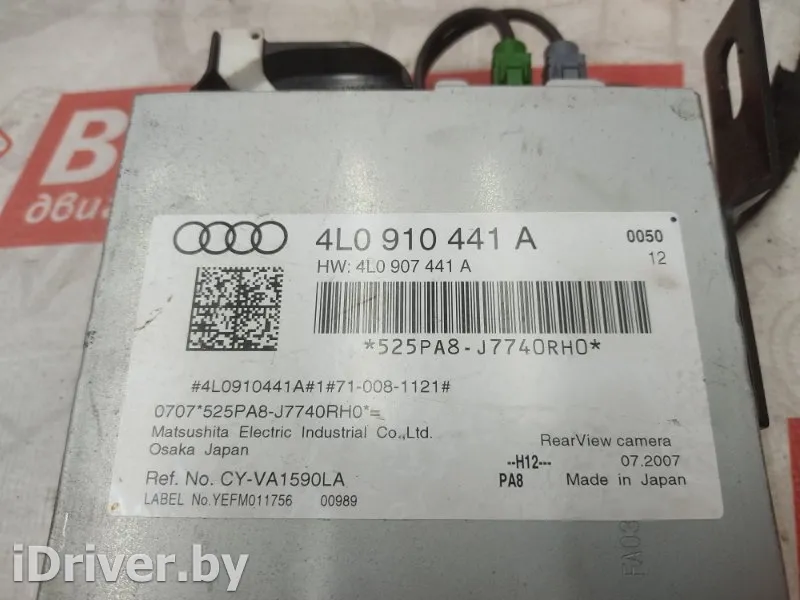 4L0 910 441 A
0050
HW: 4L0 907 441 A
12
*525PA8-J7740RH0*
#4L0910441A#1#71-008-1121#
0707*525PA8-J7740RH0*=
Matsushita Electric Industrial Co.,Ltd.
Osaka Japan
RearView camera
--H12---
07.2007
Ref. No. CY-VA1590LA
PA8
Made in Japan
LABEL No.YEFM011756 00989
FA03
iDriver.by